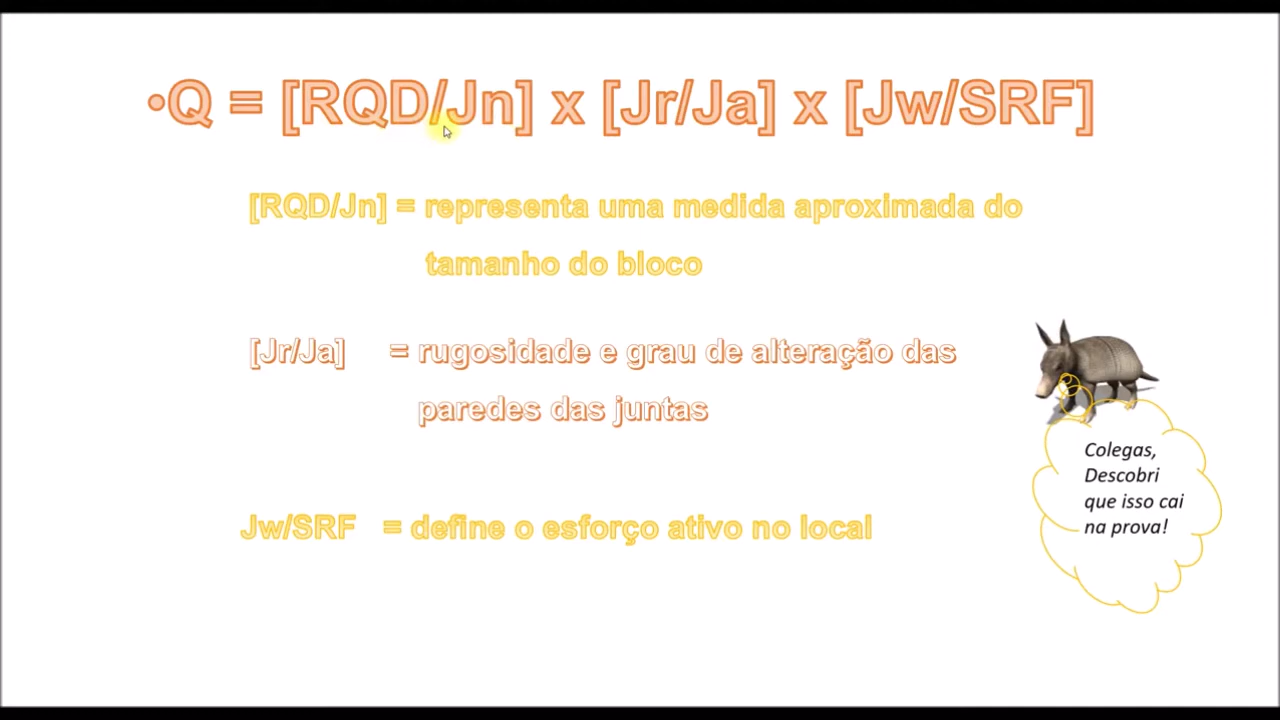 •Q = [RQD/Jn] x [Jr/Ja] x [Jw/SRF]
[RQD/Jn] = representa uma medida aproximada do
tamanho do bloco
[Jr/Ja] = rugosidade e grau de alteração das
paredes das juntas
Jw/SRF = define o esforço ativo no local
Colegas,
Descobri
que isso cai
na prova!